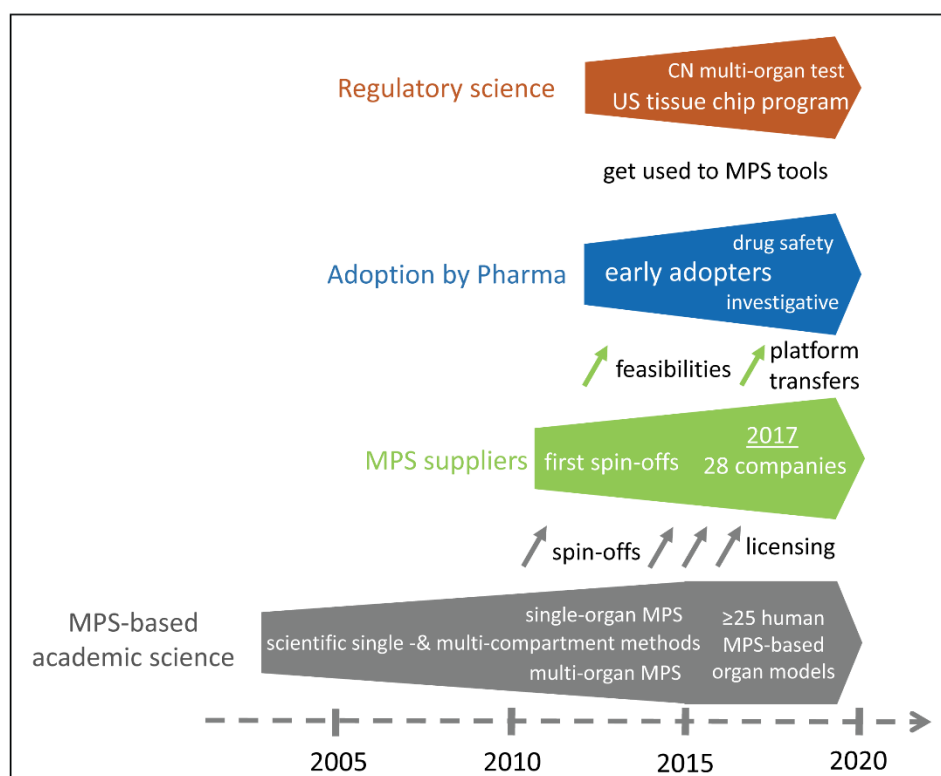 Regulatory science
CN multi-organ test
US tissue chip program
get used to MPS tools
Adoption by Pharma
drug safety
early adopters
investigative
feasibilities
platform
transfers
MPS suppliers
first spin-offs
2017
28 companies
spin-offs
licensing
MPS-based
academic science
single-organ MPS
scientific single -& multi-compartment methods
multi-organ MPS
≥25 human
MPS-based
organ models
2005
2010
2015
2020